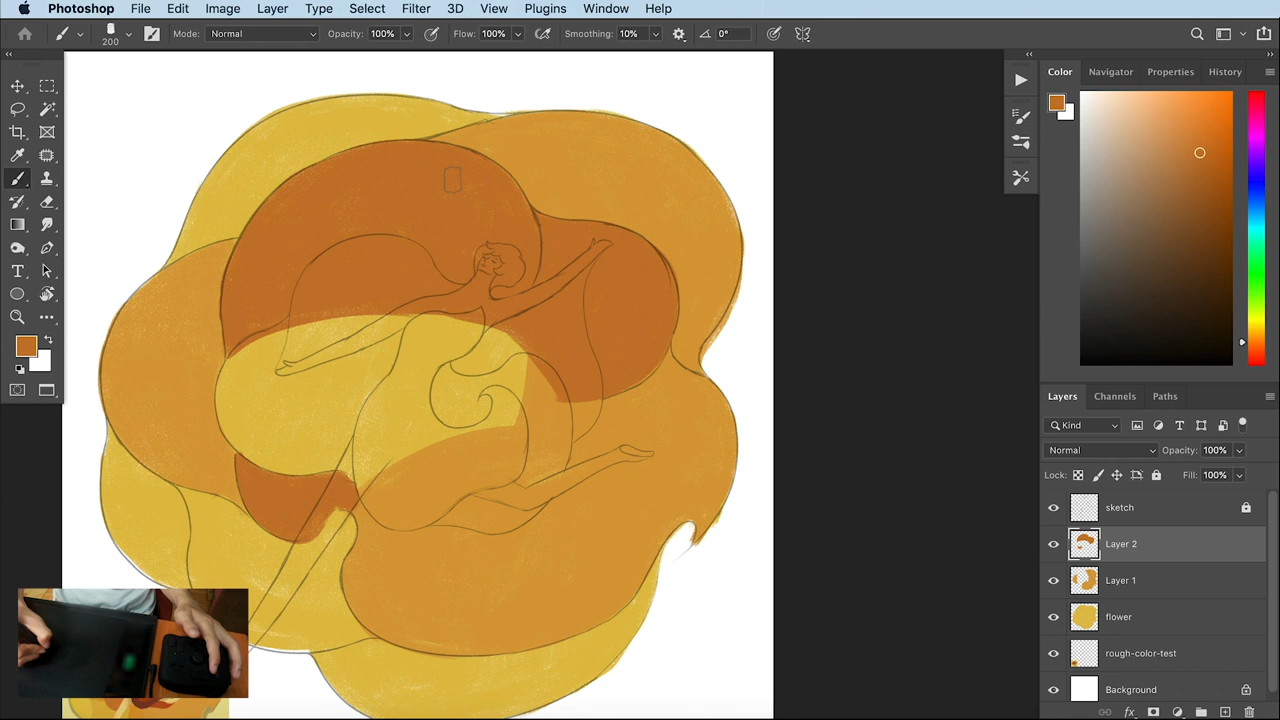 Photoshop File Edit Image Layer Type Select Filter 3D View Plugins Window Help
200 Mode: Normal Opacity: 100% Flow: 100% Smoothing: 10% 0°
Color Navigator Properties History
Layers Channels Paths
Kind
Normal Opacity: 100%
Lock: Fill: 100%
sketch
Layer 2
Layer 1
flower
rough-color-test
Background